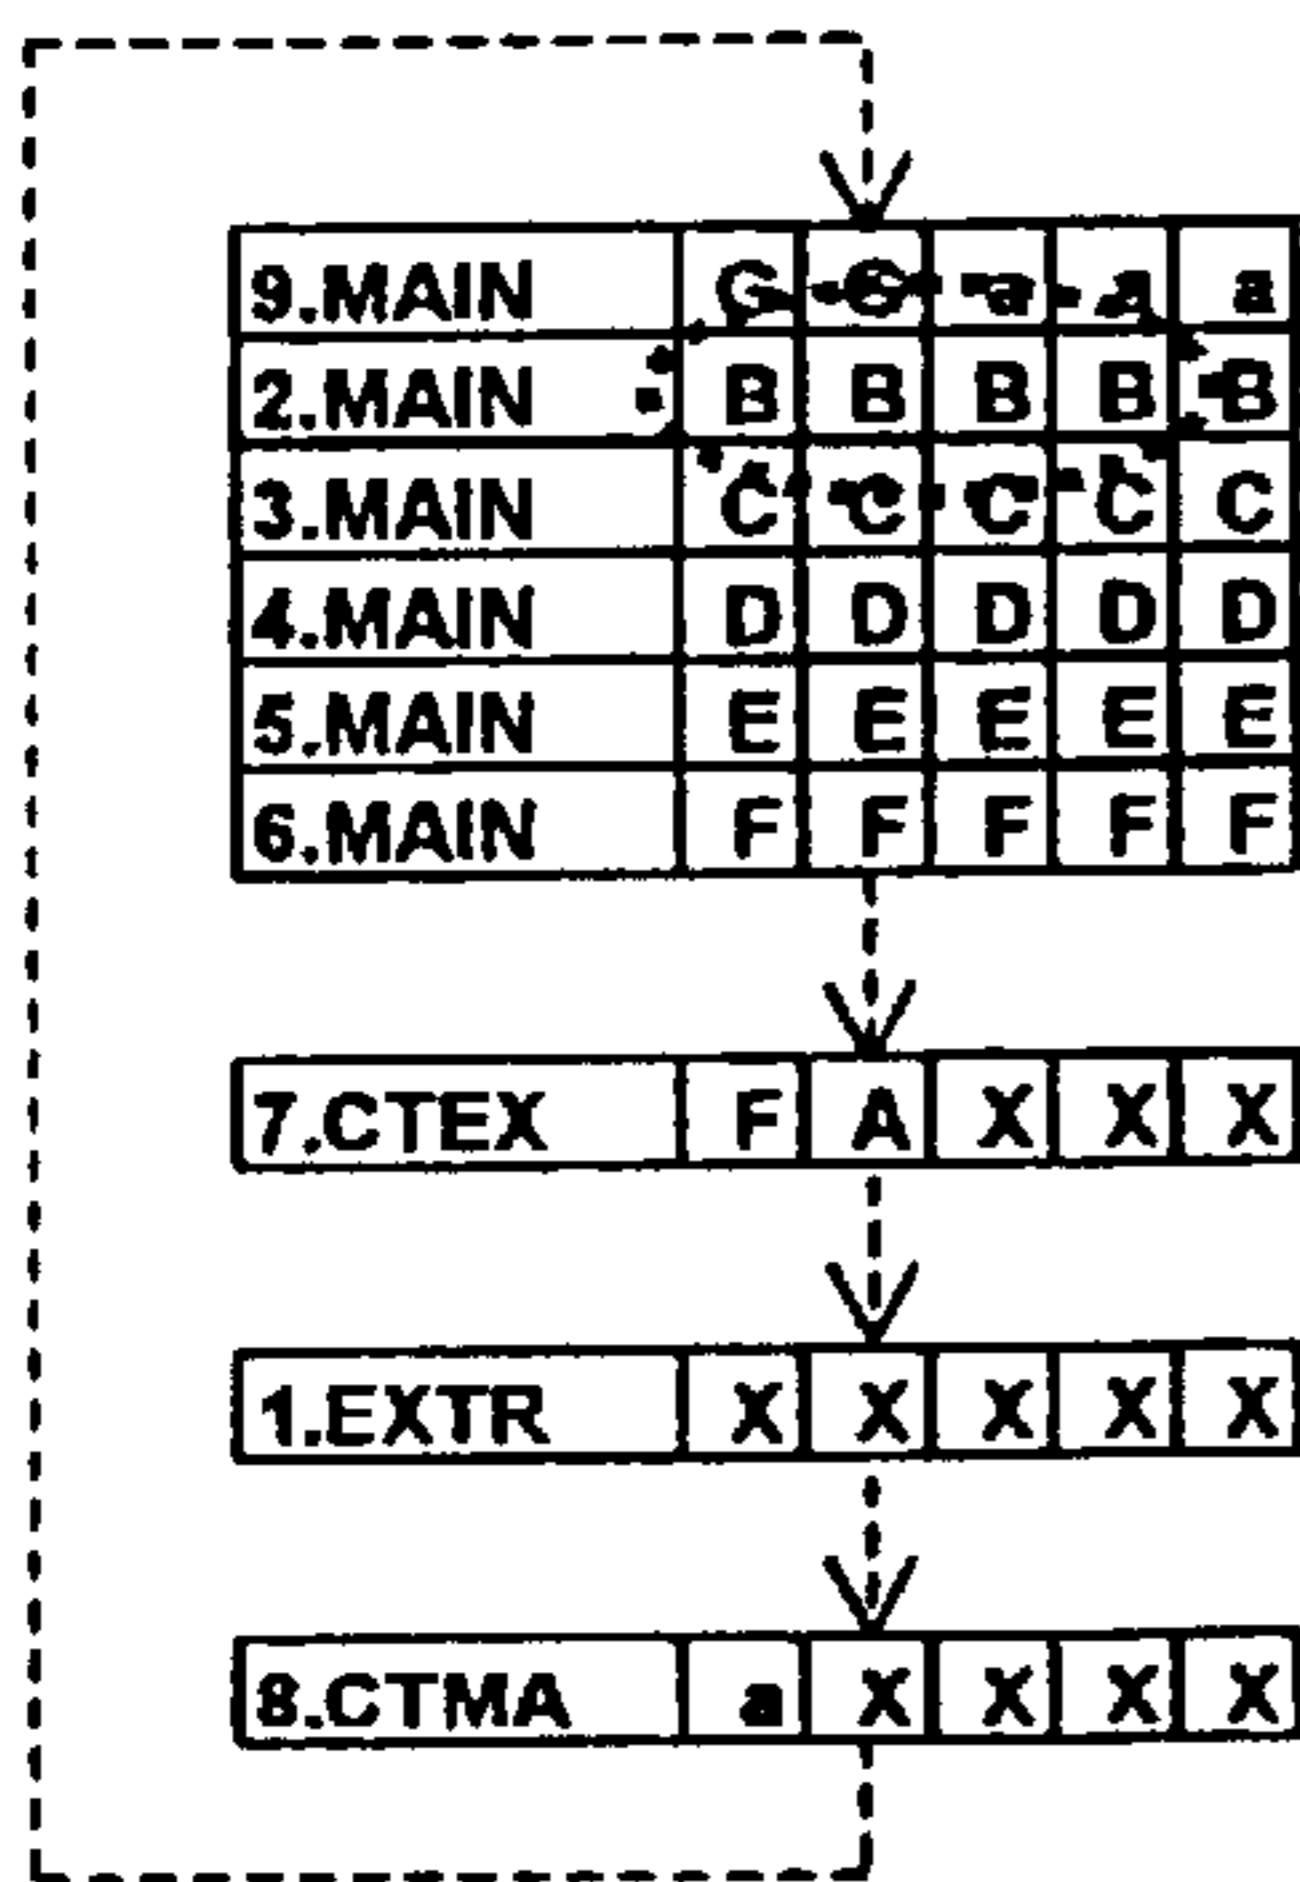 9.MAIN G G a a a
2.MAIN B B B B B
3.MAIN C C C C C
4.MAIN D D D D D
5.MAIN E E E E E
6.MAIN F F F F F
7.CTEX F A X X X
1.EXTR X X X X X
8.CTMA a X X X X